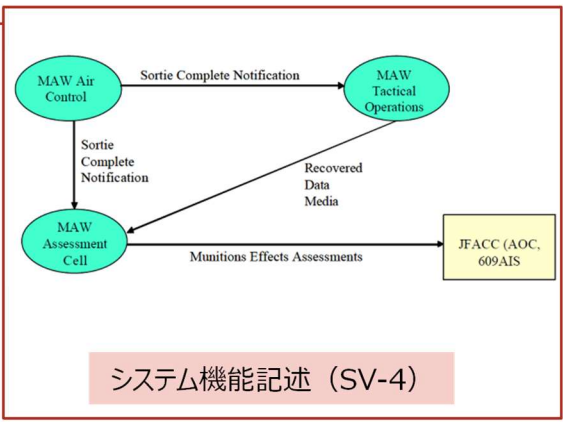 MAW Air
Control
Sortie Complete Notification
MAW
Tactical
Operations
Sortie
Complete
Notification
Recovered
Data
Media
MAW
Assessment
Cell
Munitions Effects Assessments
JFACC (AOC,
609AIS
システム機能記述（SV-4）